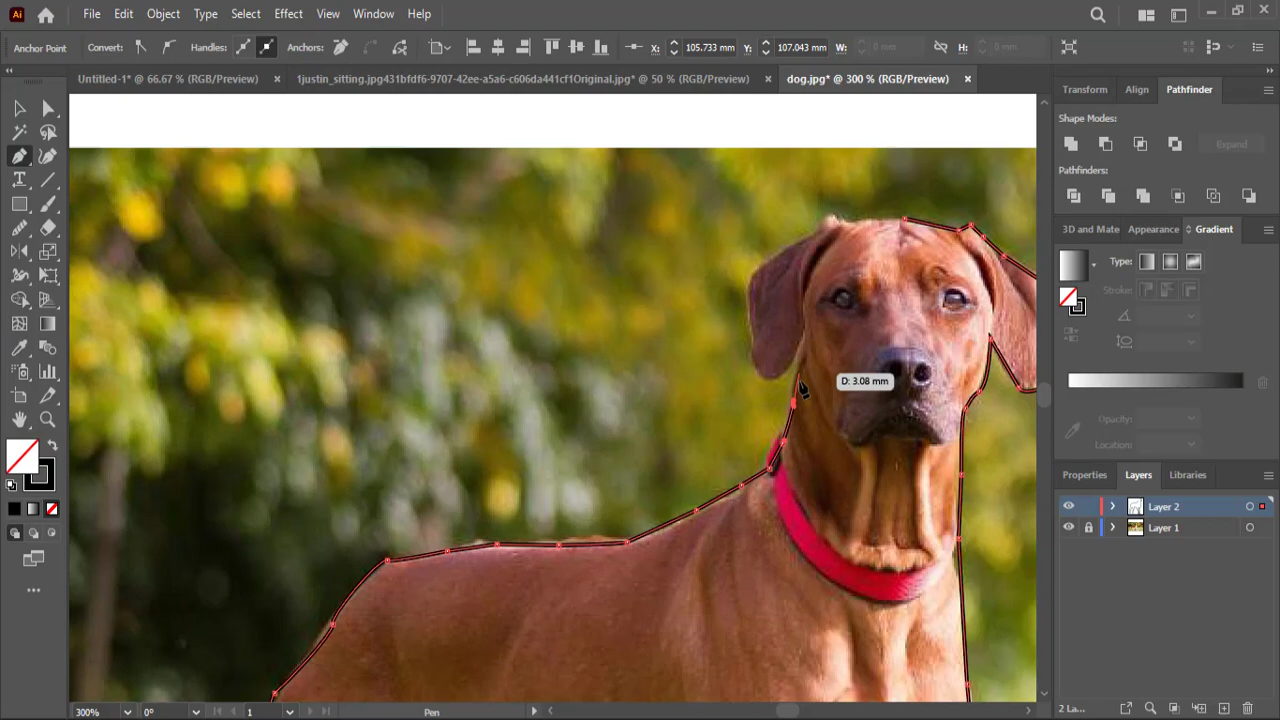 Ai File Edit Object Type Select Effect View Window Help
Anchor Point Convert: Handles: Anchors: X: 105.733 mm Y: 107.043 mm W: 0 mm H: 0 mm
Untitled-1* @ 66.67 % (RGB/Preview) × 1justin_sitting.jpg431bfdf6-9707-42ee-a5a6-c606da441cf1Original.jpg* @ 50 % (RGB/Preview) × dog.jpg* @ 300 % (RGB/Preview) ×
Transform Align Pathfinder
Shape Modes:
Expand
Pathfinders:
3D and Mate Appearance Gradient
Type:
Stroke:
D: 3.08 mm
Opacity:
Location:
Properties Layers Libraries
Layer 2
Layer 1
300% 0° 1 Pen
2 La...